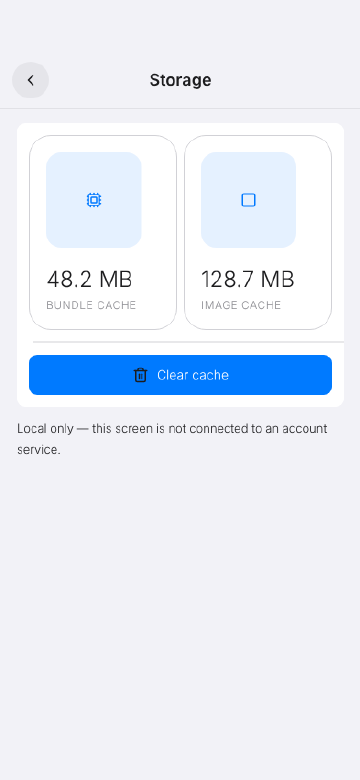 Storage
48.2 MB
BUNDLE CACHE
128.7 MB
IMAGE CACHE
Clear cache
Local only — this screen is not connected to an account
service.